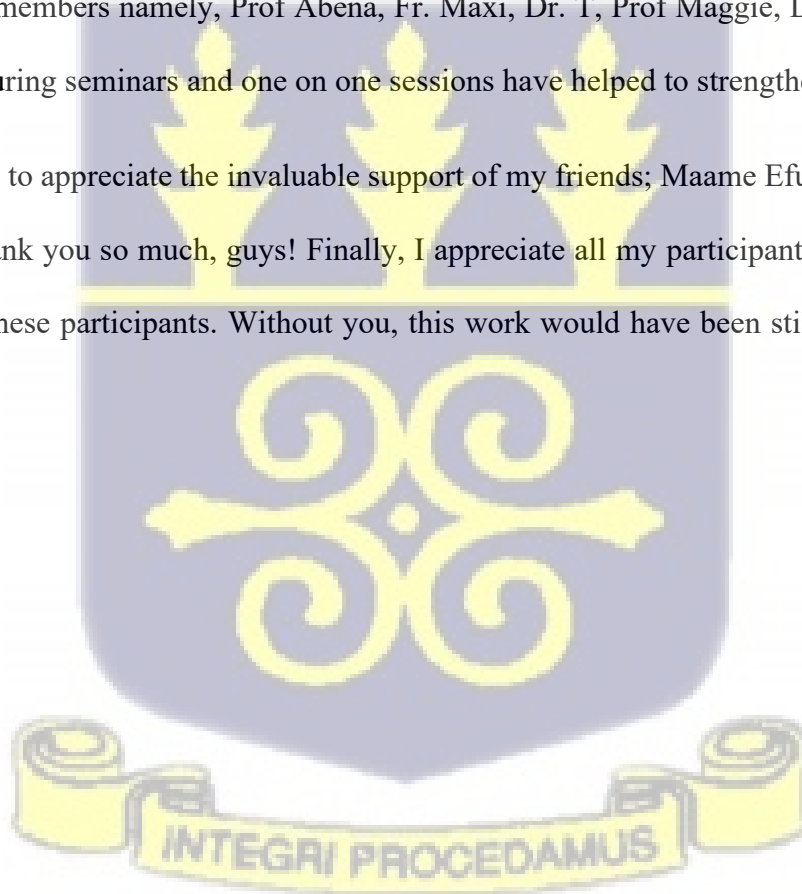 members namely, Prof Abena, Fr. Maxi, Dr. T, Prof Maggie,
uring seminars and one on one sessions have helped to strengthe
to appreciate the invaluable support of my friends; Maame Efu
nk you so much, guys! Finally, I appreciate all my participant
hese participants. Without you, this work would have been sti
INTEGRI PROCEDAMUS